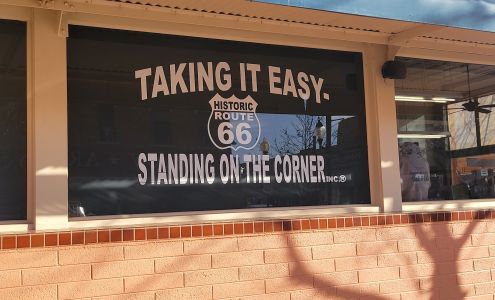 TAKING IT EASY-
HISTORIC
ROUTE
66
STANDING ON THE CORNER INC.®